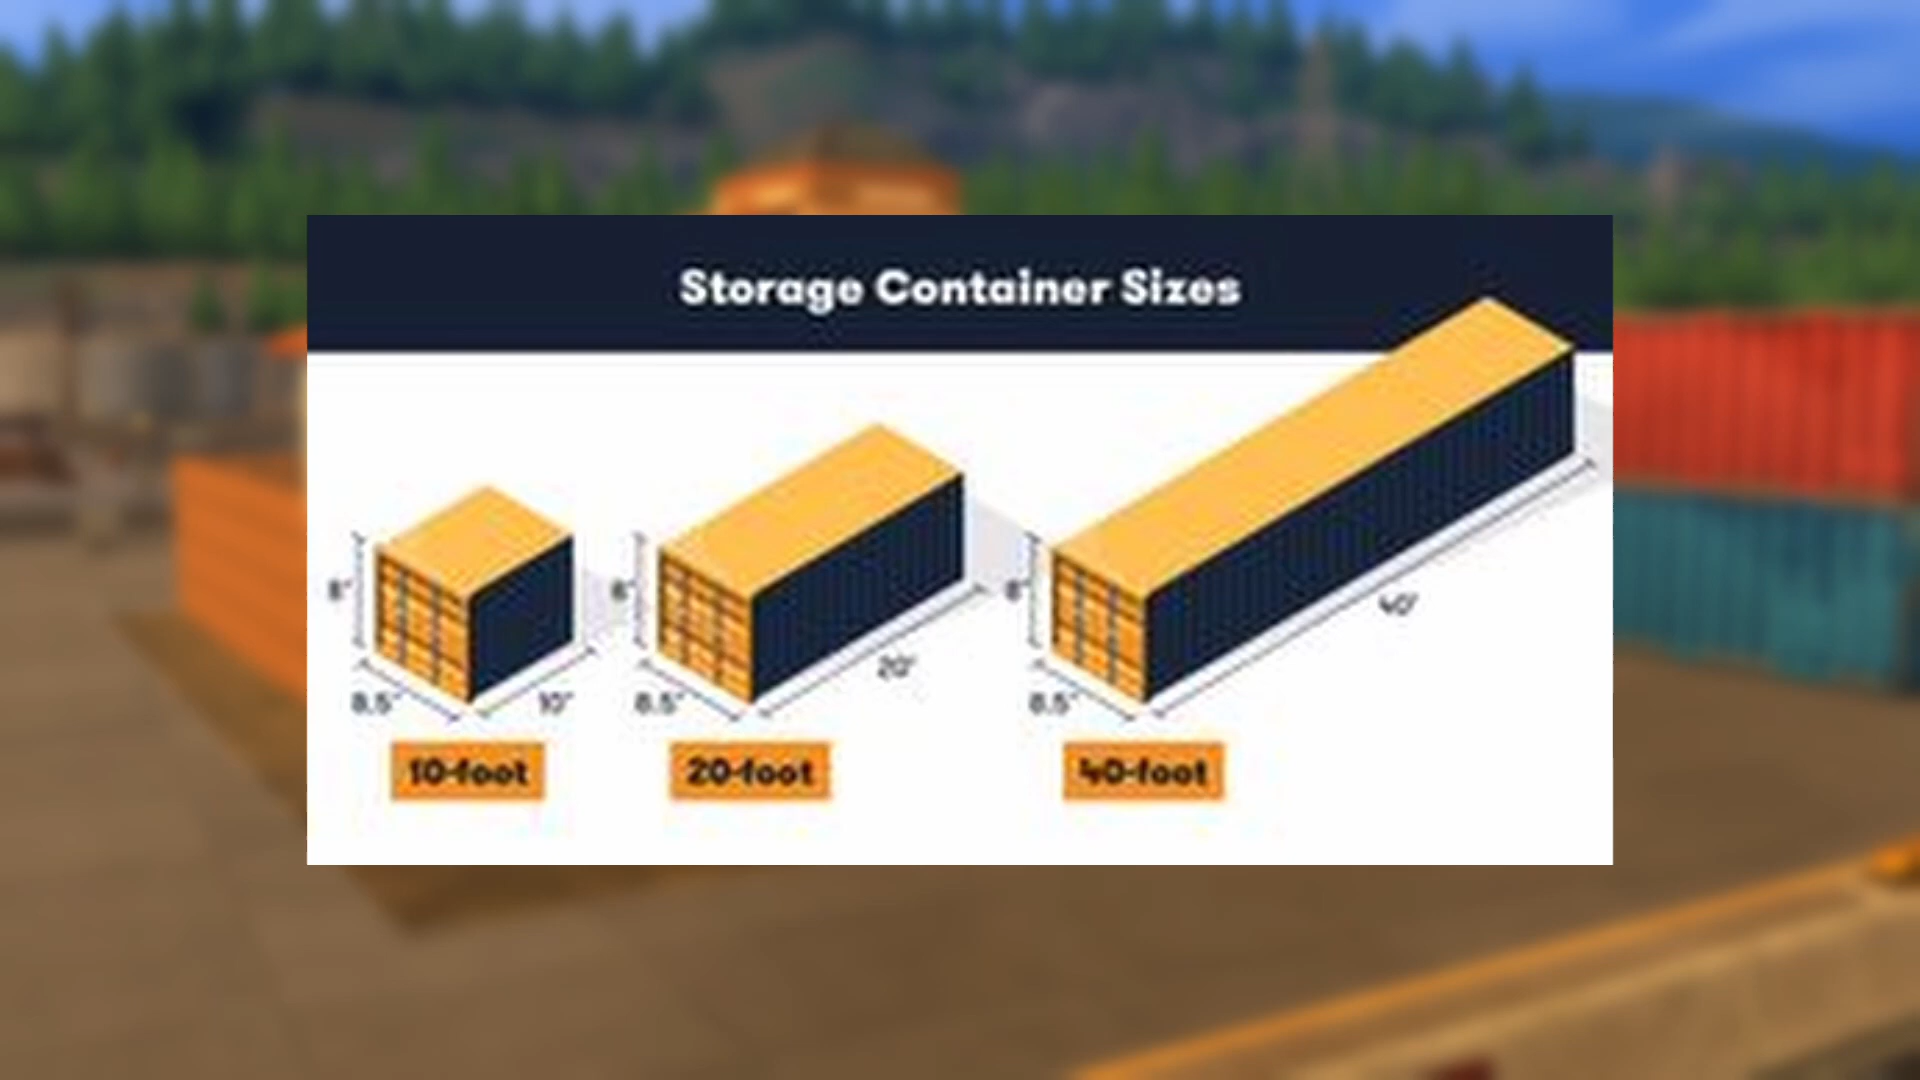 Storage Container Sizes
8'
8.5'
10'
10-foot
8'
8.5'
20'
20-foot
8'
8.5'
40'
40-foot